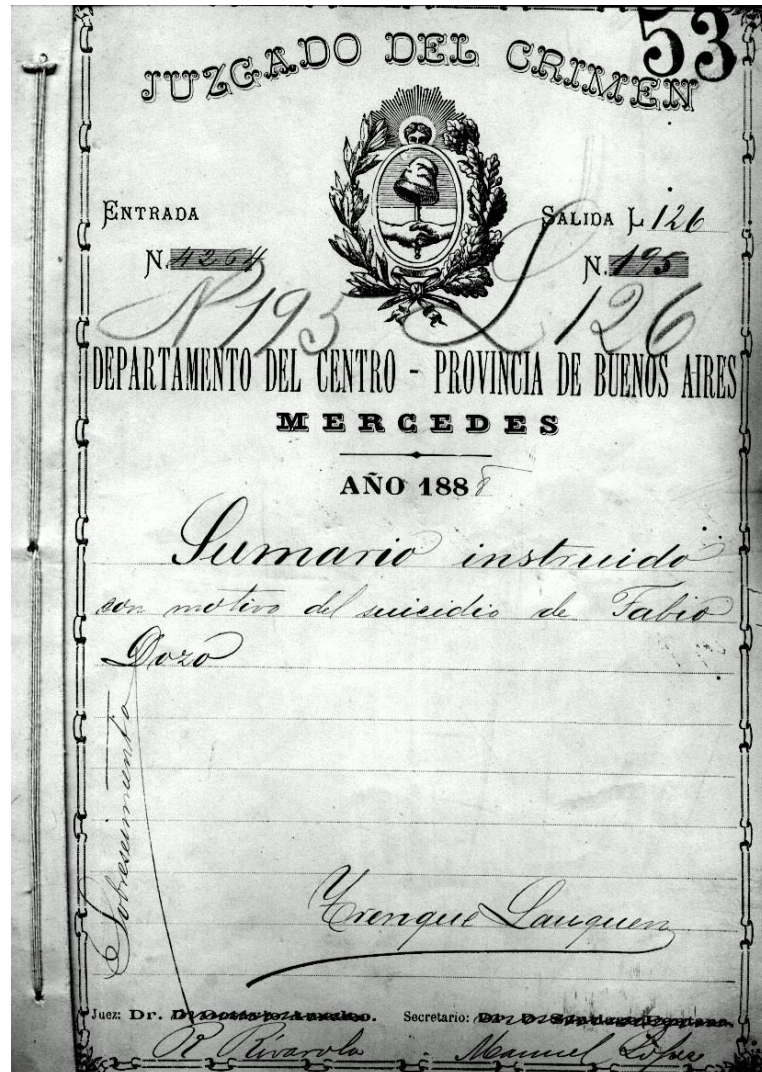 53
JUZGADO DEL CRIMEN
ENTRADA
N. 4264
SALIDA L 126
N. 195
Nº 195 L 126
DEPARTAMENTO DEL CENTRO - PROVINCIA DE BUENOS AIRES
MERCEDES
AÑO 1888
Sumario instruido
con motivo del suicidio de Fabio
Dozo
Sobreseimiento
Trenque Lauquen
Juez: Dr. Secretario:
R Rivarola Manuel López